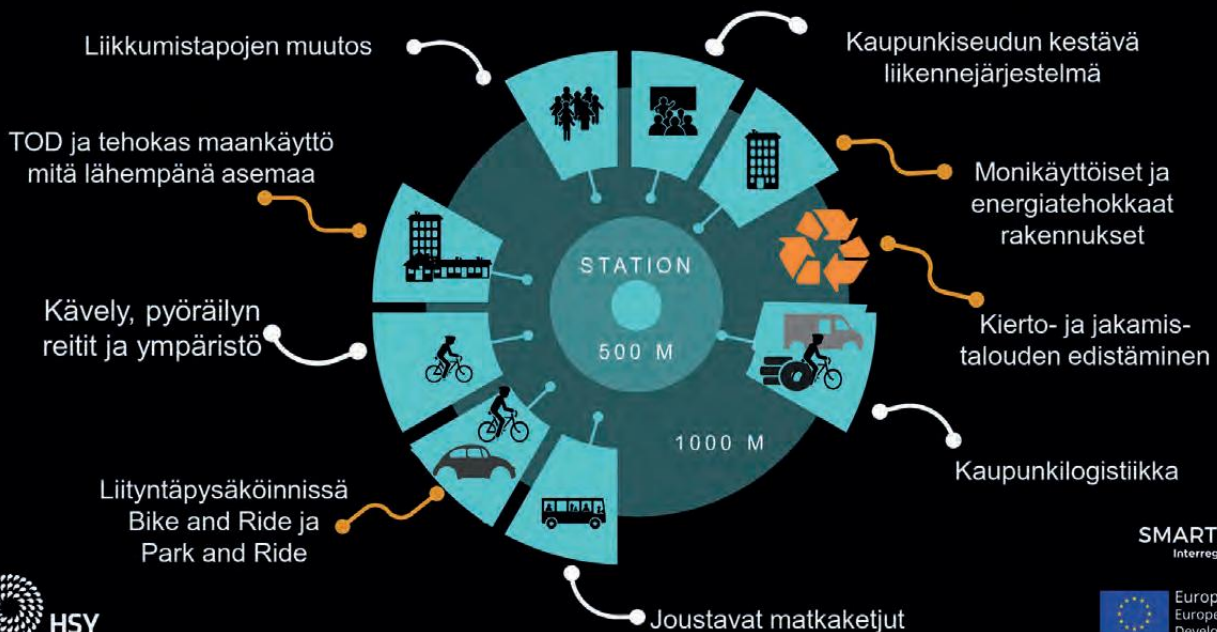 Liikkumistapojen muutos
Kaupunkiseudun kestävä
liikennejärjestelmä
TOD ja tehokas maankäyttö
mitä lähempänä asemaa
Monikäyttöiset ja
energiatehokkaat
rakennukset
STATION
500 M
1000 M
Kävely, pyöräilyn
reitit ja ympäristö
Kierto- ja jakamis-
talouden edistäminen
Kaupunkilogistiikka
Liityntäpysäköinnissä
Bike and Ride ja
Park and Ride
Joustavat matkaketjut
HSY
SMART
Interreg